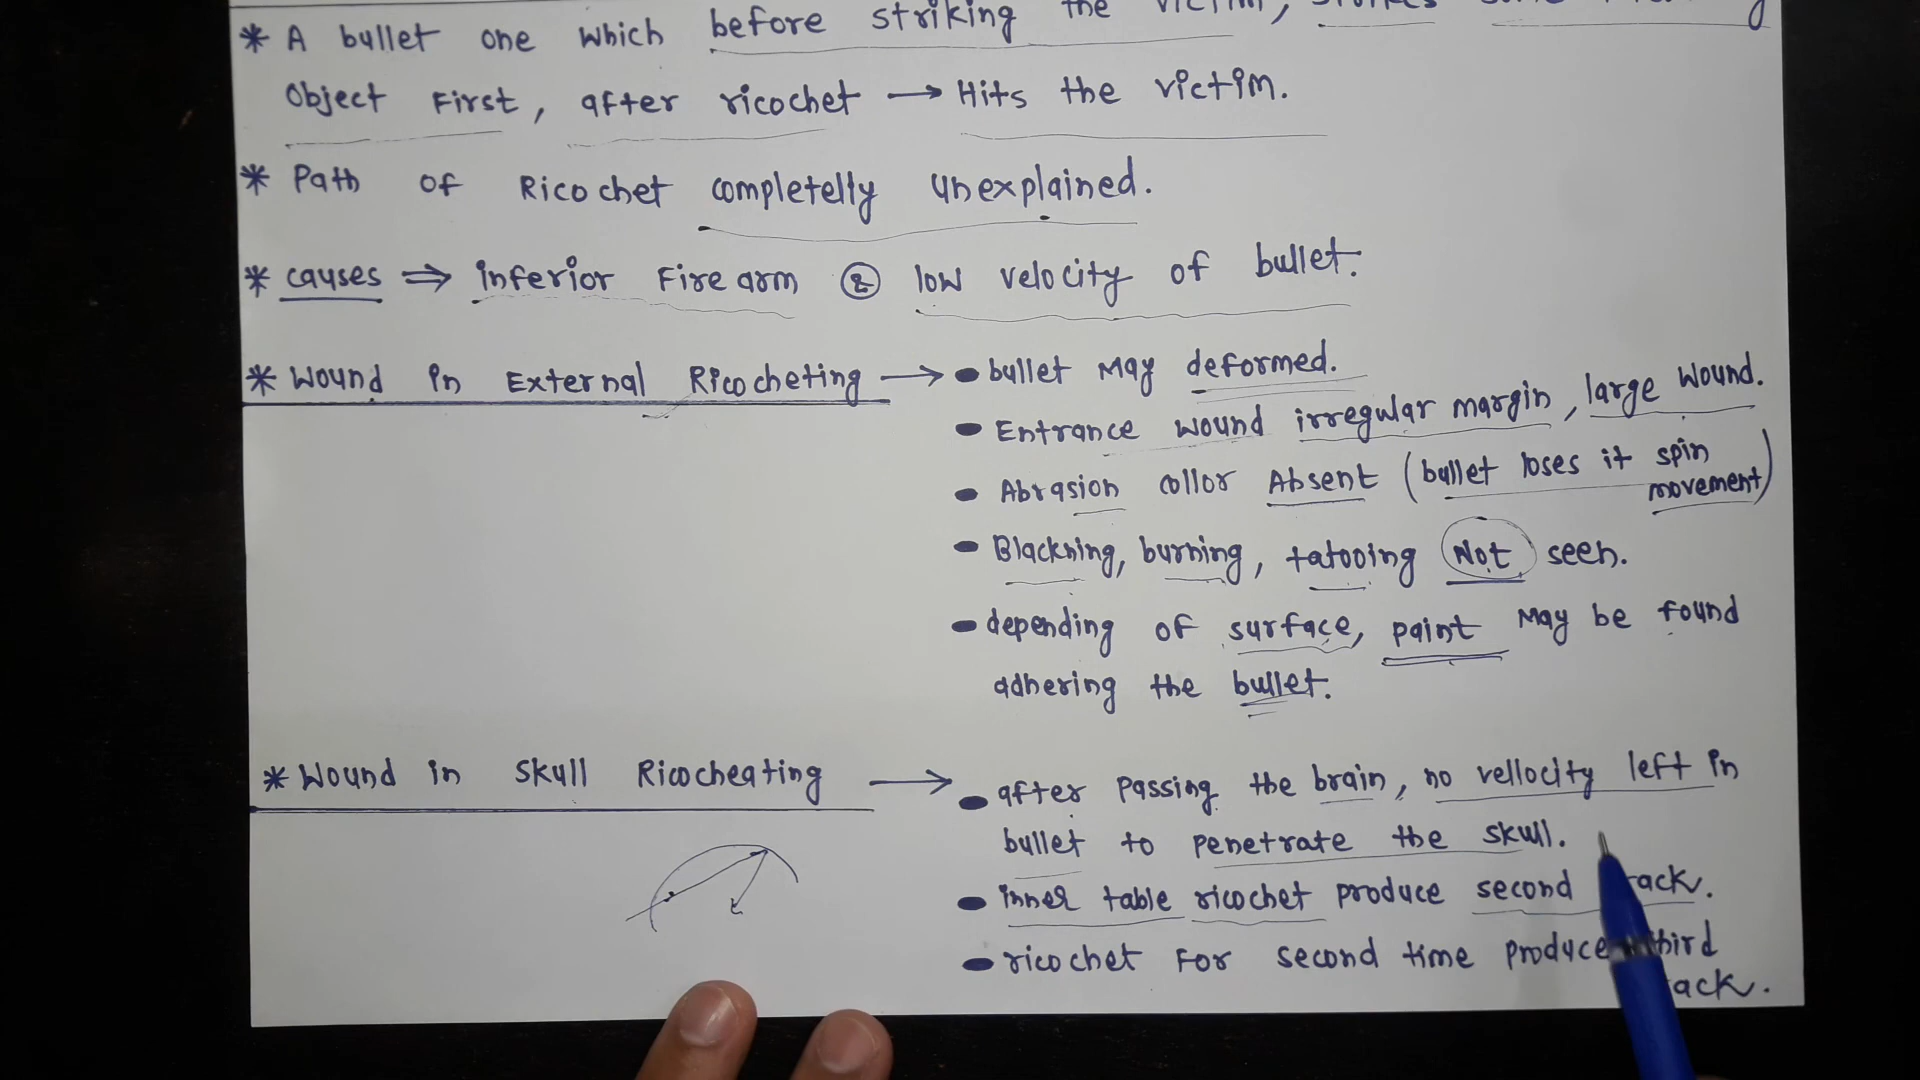 * A bullet one which before striking the victim,
Object First, after ricochet → Hits the victim.
* Path of Ricochet completelly unexplained.
* causes ⇒ inferior Fire arm & low velocity of bullet.
* Wound in External Ricocheting → • bullet may deformed.
• Entrance wound irregular margin, large wound.
• Abrasion collor Absent (bullet loses it spin
movement)
• Blackning, burning, tatooing Not seen.
• depending of surface, paint may be found
adhering the bullet.
* Wound in Skull Ricocheating → • after passing the brain, no vellocity left in
bullet to penetrate the skull.
• inner table ricochet produce second
• ricochet For second time produce third